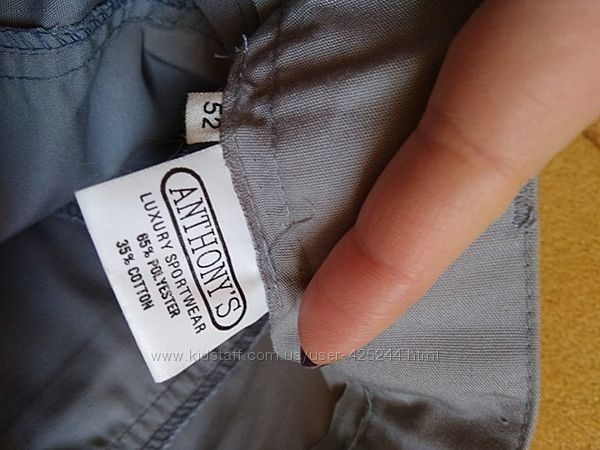 52
ANTHONY'S
LUXURY SPORTWEAR
65% POLYESTER
35% COTTON
www.kidstaff.com.ua/user-425244.html